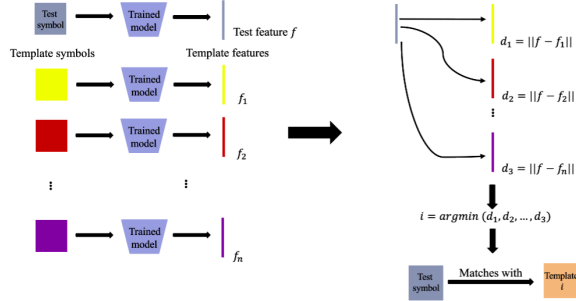 Test
symbol
Trained
model
Test feature f
Template symbols
Template features
Trained
model
f₁
Trained
model
f₂
⋮
⋮
Trained
model
fₙ
d₁ = ||f − f₁||
d₂ = ||f − f₂||
⋮
d₃ = ||f − fₙ||
i = argmin (d₁, d₂, ..., d₃)
Test
symbol
Matches with
Template
i